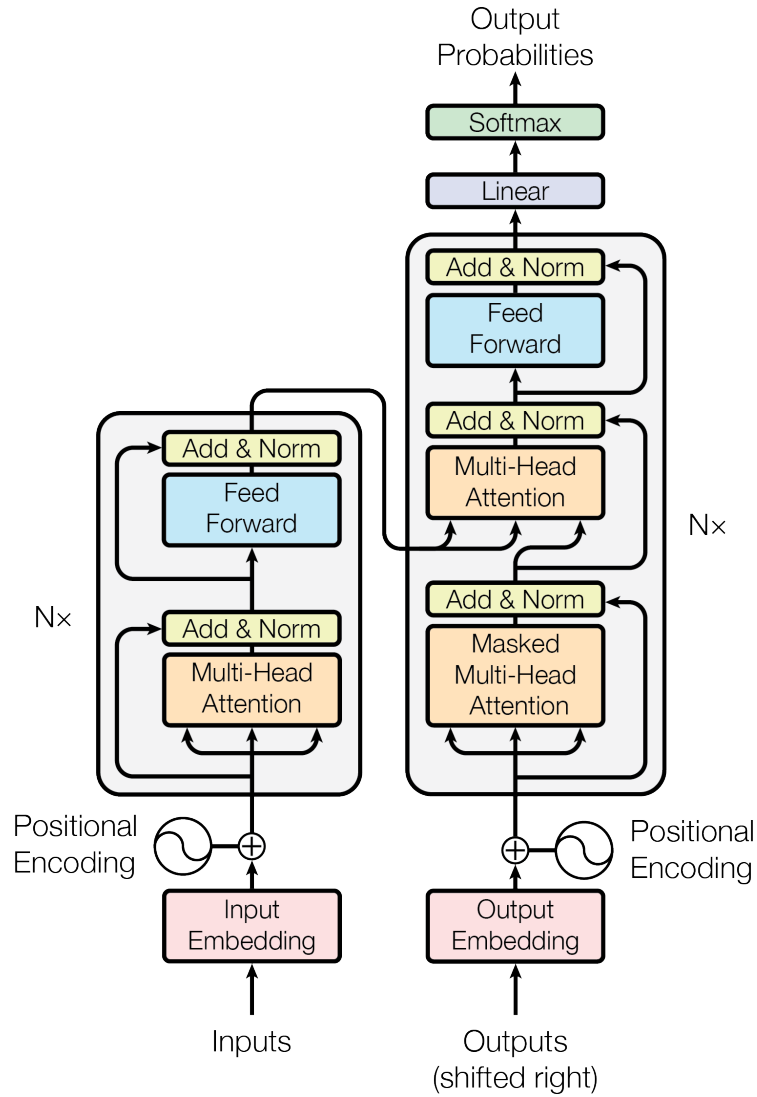 Output
Probabilities
Softmax
Linear
Add & Norm
Feed
Forward
Add & Norm
Multi-Head
Attention
Add & Norm
Masked
Multi-Head
Attention
Nx
Add & Norm
Feed
Forward
Add & Norm
Multi-Head
Attention
Nx
Positional
Encoding
Positional
Encoding
Input
Embedding
Output
Embedding
Inputs
Outputs
(shifted right)